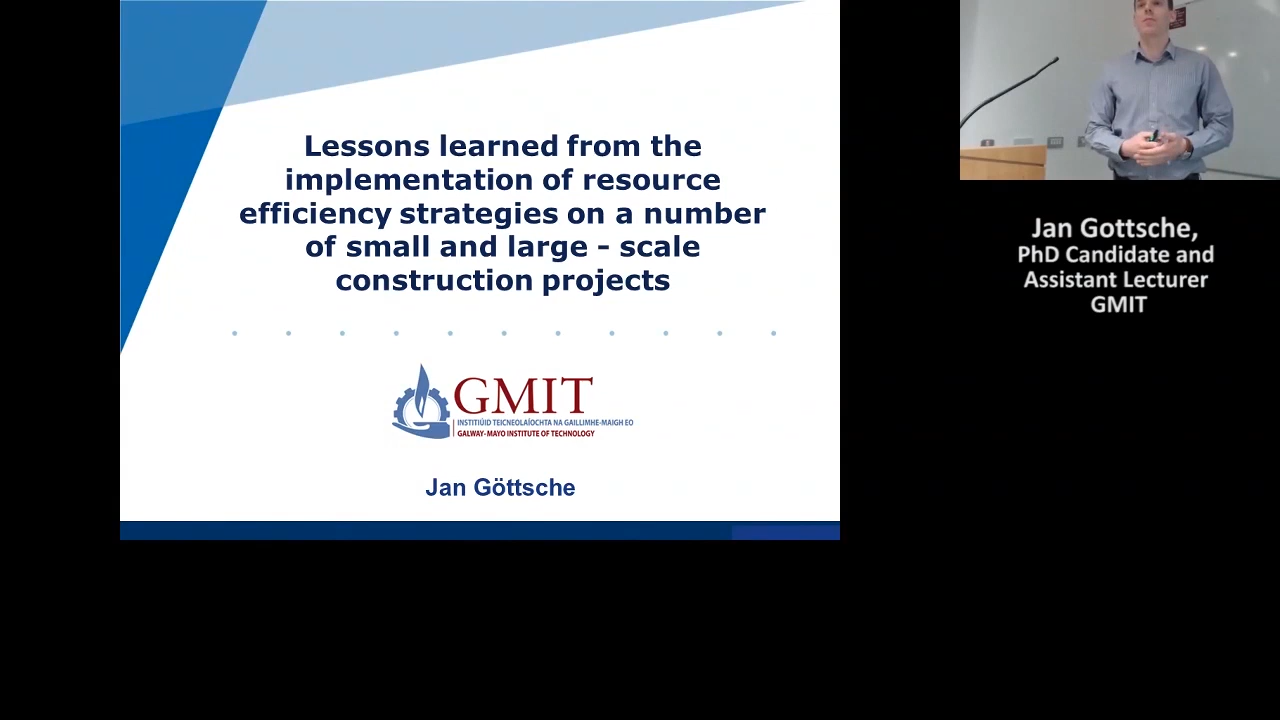 Lessons learned from the
implementation of resource
efficiency strategies on a number
of small and large - scale
construction projects
GMIT
INSTITIÚID TEICNEOLAÍOCHTA NA GAILLIMHE-MAIGH EO
GALWAY-MAYO INSTITUTE OF TECHNOLOGY
Jan Göttsche
Jan Gottsche,
PhD Candidate and
Assistant Lecturer
GMIT